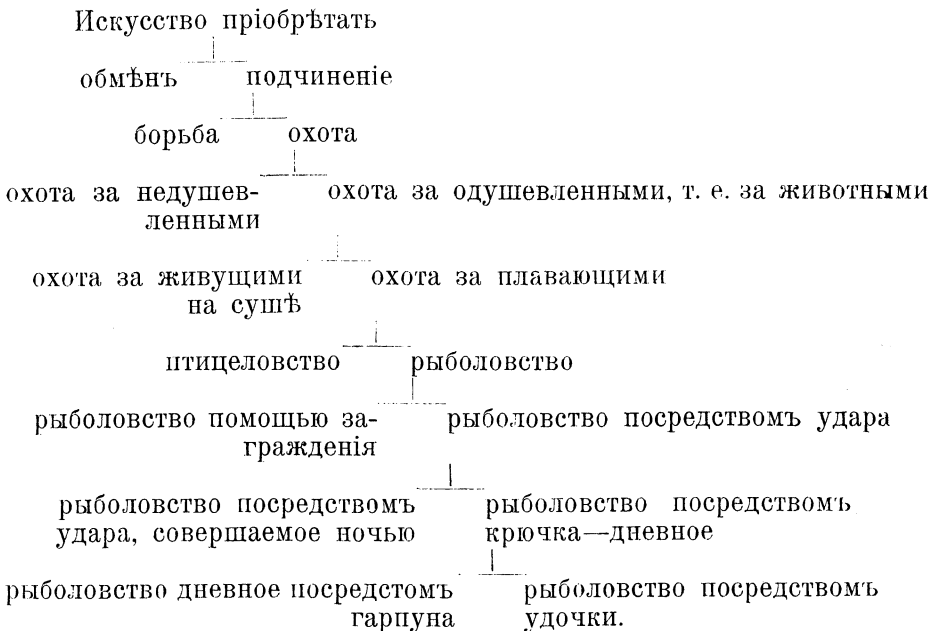 Искусство пріобрѣтать
обмѣнъ подчиненіе
борьба охота
охота за недушев- охота за одушевленными, т. е. за животными
ленными
охота за живущими охота за плавающими
на сушѣ
птицеловство рыболовство
рыболовство помощью за- рыболовство посредствомъ удара
гражденія
рыболовство посредствомъ рыболовство посредствомъ
удара, совершаемое ночью крючка—дневное
рыболовство дневное посредстомъ рыболовство посредствомъ
гарпуна удочки.